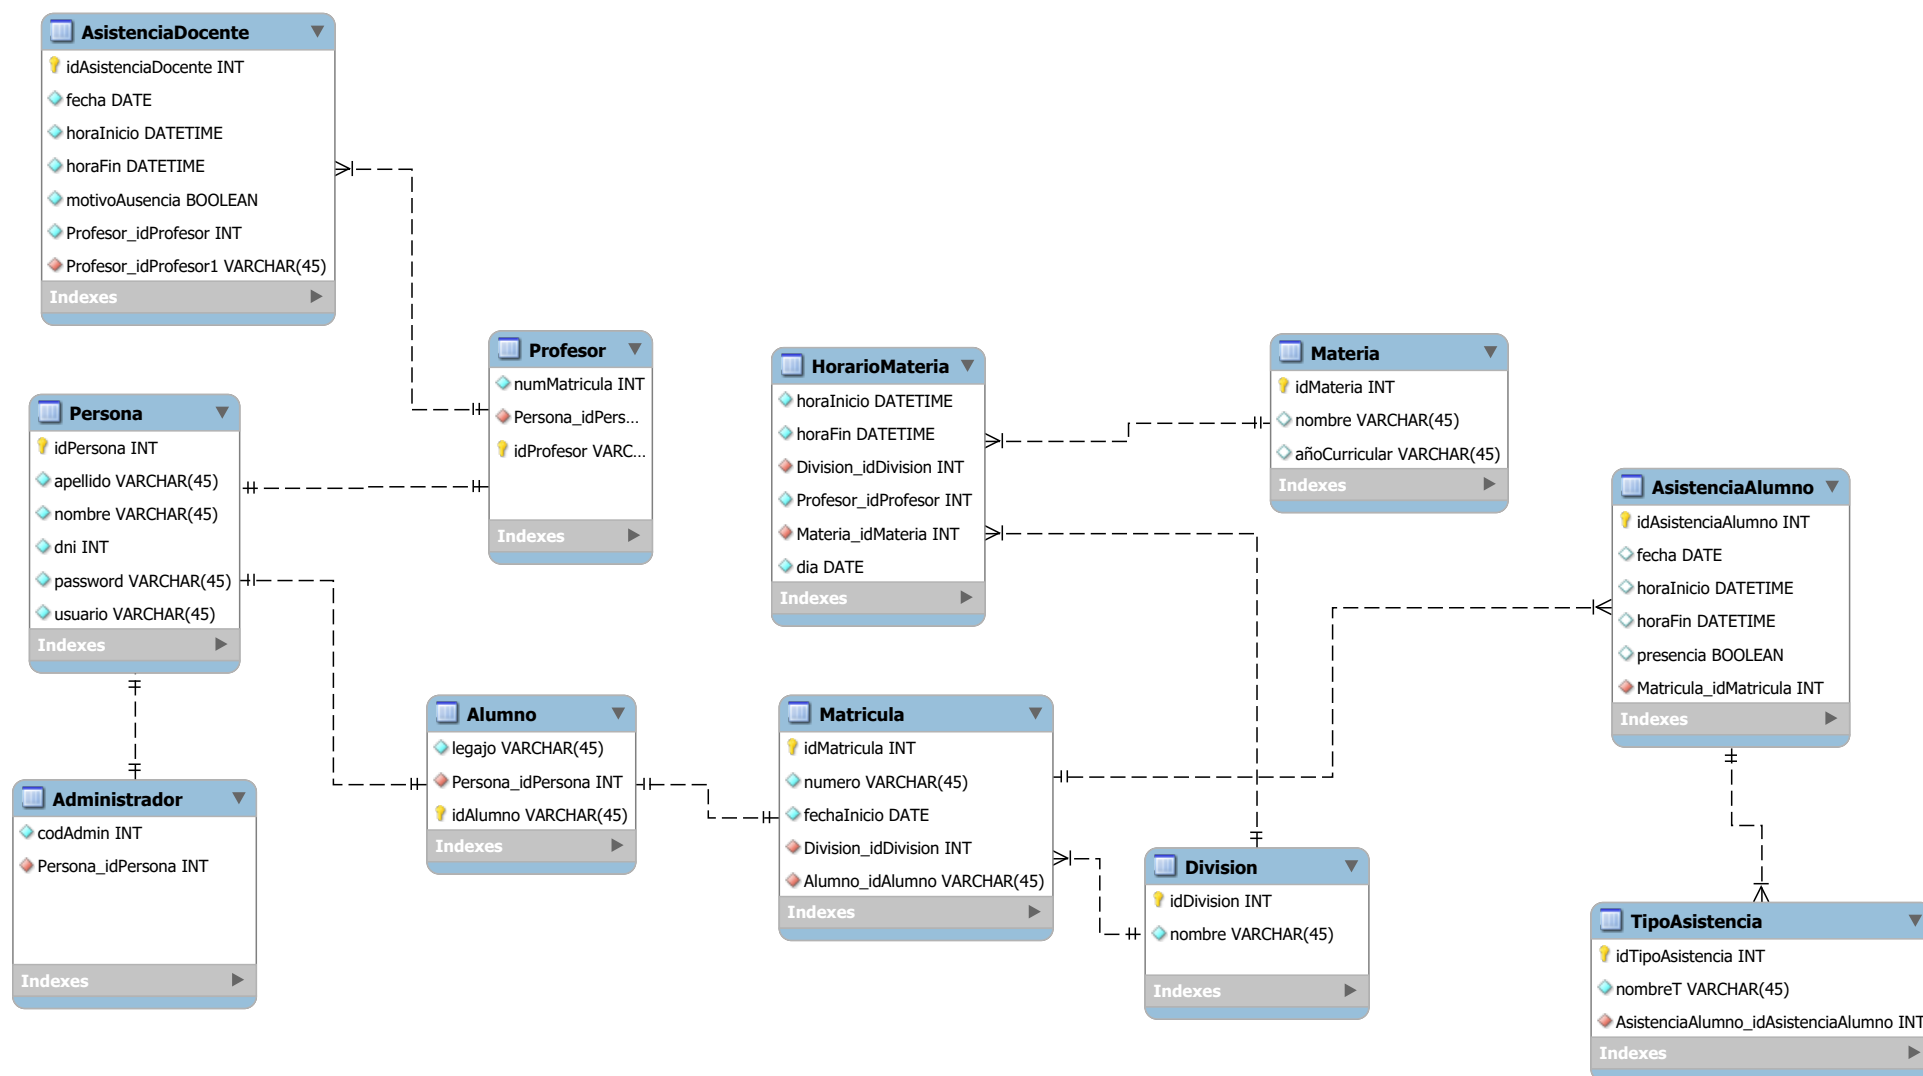 AsistenciaDocente
idAsistenciaDocente INT
fecha DATE
horaInicio DATETIME
horaFin DATETIME
motivoAusencia BOOLEAN
Profesor_idProfesor INT
Profesor_idProfesor1 VARCHAR(45)
Indexes
Profesor
numMatricula INT
Persona_idPers...
idProfesor VARC...
Indexes
Persona
idPersona INT
apellido VARCHAR(45)
nombre VARCHAR(45)
dni INT
password VARCHAR(45)
usuario VARCHAR(45)
Indexes
HorarioMateria
horaInicio DATETIME
horaFin DATETIME
Division_idDivision INT
Profesor_idProfesor INT
Materia_idMateria INT
dia DATE
Indexes
Materia
idMateria INT
nombre VARCHAR(45)
añoCurricular VARCHAR(45)
Indexes
AsistenciaAlumno
idAsistenciaAlumno INT
fecha DATE
horaInicio DATETIME
horaFin DATETIME
presencia BOOLEAN
Matricula_idMatricula INT
Indexes
Administrador
codAdmin INT
Persona_idPersona INT
Indexes
Alumno
legajo VARCHAR(45)
Persona_idPersona INT
idAlumno VARCHAR(45)
Indexes
Matricula
idMatricula INT
numero VARCHAR(45)
fechaInicio DATE
Division_idDivision INT
Alumno_idAlumno VARCHAR(45)
Indexes
Division
idDivision INT
nombre VARCHAR(45)
Indexes
TipoAsistencia
idTipoAsistencia INT
nombreT VARCHAR(45)
AsistenciaAlumno_idAsistenciaAlumno INT
Indexes